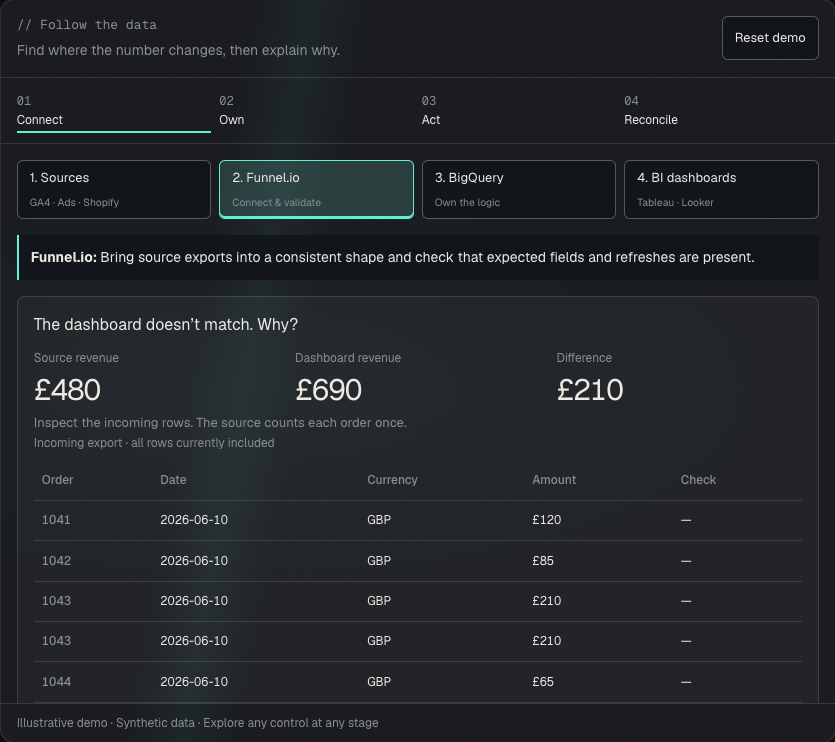 // Follow the data
Find where the number changes, then explain why.
Reset demo
01
Connect
02
Own
03
Act
04
Reconcile
1. Sources
GA4 · Ads · Shopify
2. Funnel.io
Connect & validate
3. BigQuery
Own the logic
4. BI dashboards
Tableau · Looker
Funnel.io: Bring source exports into a consistent shape and check that expected fields and refreshes are present.
The dashboard doesn’t match. Why?
Source revenue
£480
Dashboard revenue
£690
Difference
£210
Inspect the incoming rows. The source counts each order once.
Incoming export · all rows currently included
Order Date Currency Amount Check
1041 2026-06-10 GBP £120 —
1042 2026-06-10 GBP £85 —
1043 2026-06-10 GBP £210 —
1043 2026-06-10 GBP £210 —
1044 2026-06-10 GBP £65 —
Illustrative demo · Synthetic data · Explore any control at any stage